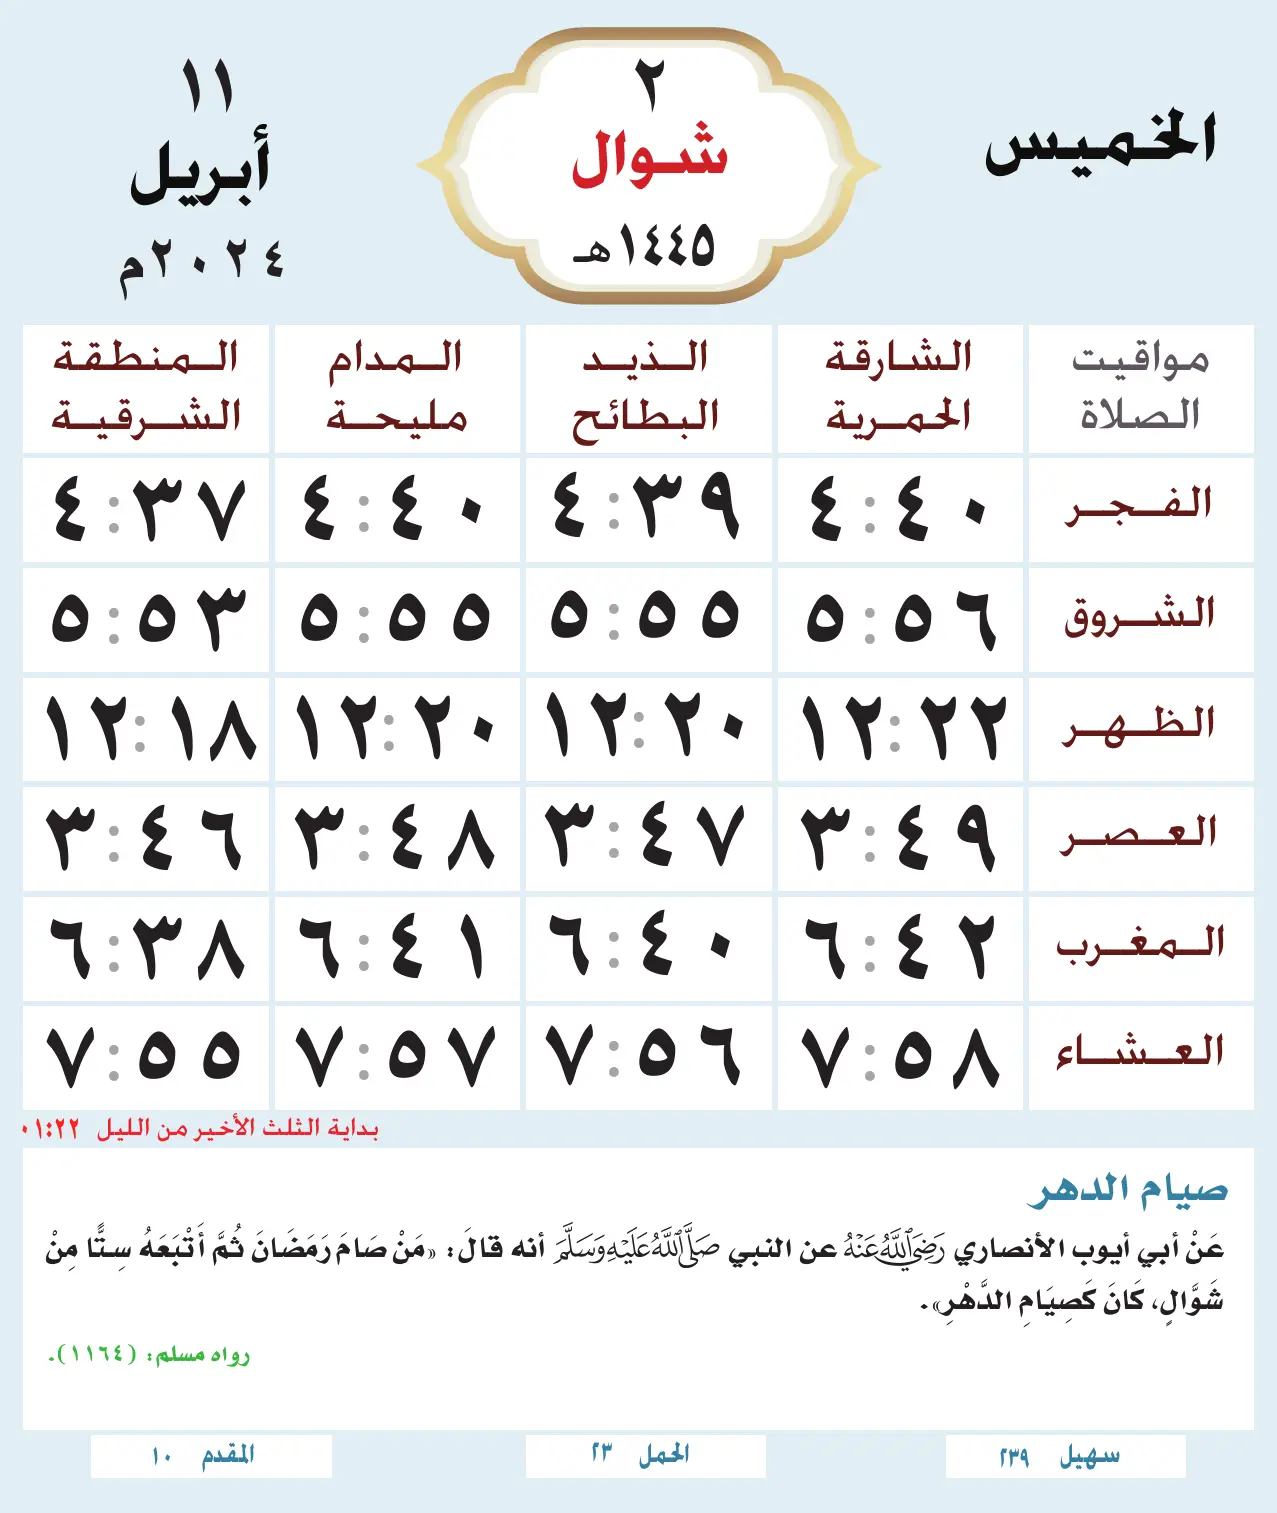 الخميس
٢
شوال
١٤٤٥هـ
١١
أبريل
٢٠٢٤م
مواقيت الصلاة
الشارقة الحمرية
الذيد البطائح
المدام مليحة
المنطقة الشرقية
الفجر ٤:٤٠ ٤:٣٩ ٤:٤٠ ٤:٣٧
الشروق ٥:٥٦ ٥:٥٥ ٥:٥٥ ٥:٥٣
الظهر ١٢:٢٢ ١٢:٢٠ ١٢:٢٠ ١٢:١٨
العصر ٣:٤٩ ٣:٤٧ ٣:٤٨ ٣:٤٦
المغرب ٦:٤٢ ٦:٤٠ ٦:٤١ ٦:٣٨
العشاء ٧:٥٨ ٧:٥٦ ٧:٥٧ ٧:٥٥
بداية الثلث الأخير من الليل ٠١:٢٢
صيام الدهر
عَنْ أبي أيوب الأنصاري رَضِيَ اللَّهُ عَنْهُ عن النبي صَلَّى اللَّهُ عَلَيْهِ وَسَلَّمَ أنه قالَ: «مَنْ صَامَ رَمَضَانَ ثُمَّ أَتْبَعَهُ سِتًّا مِنْ
شَوَّالٍ، كَانَ كَصِيَامِ الدَّهْرِ».
رواه مسلم: (١١٦٤).
سهيل ٢٣٩
الحمل ٢٣
المقدم ١٠